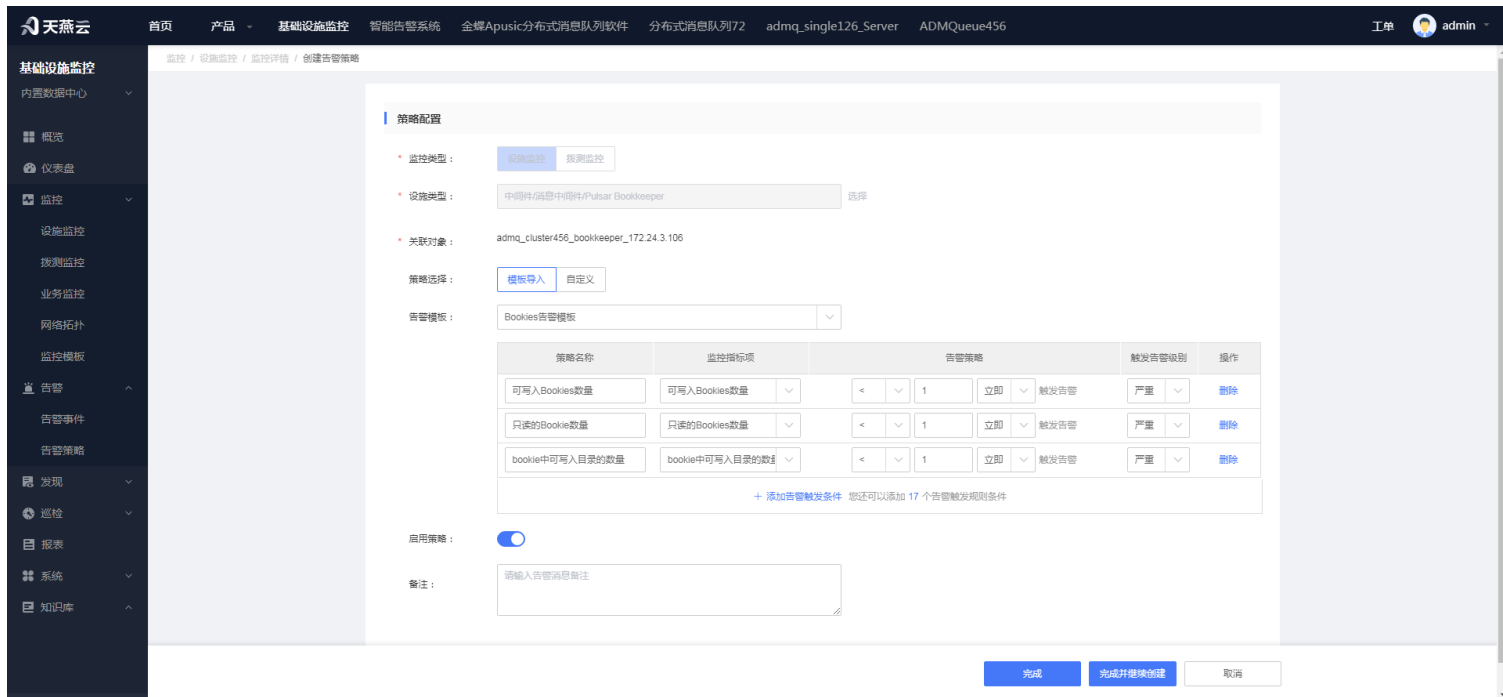 天燕云
首页 产品 基础设施监控 智能告警系统 金蝶Apusic分布式消息队列软件 分布式消息队列72 admq_single126_Server ADMQueue456 工单 admin
基础设施监控
内置数据中心
概览
仪表盘
监控
设施监控
拨测监控
业务监控
网络拓扑
监控模板
告警
告警事件
告警策略
发现
巡检
报表
系统
知识库
监控 / 设施监控 / 监控详情 / 创建告警策略
策略配置
* 监控类型： 设施监控 拨测监控
* 设施类型： 中间件/消息中间件/Pulsar Bookkeeper 选择
* 关联对象： admq_cluster456_bookkeeper_172.24.3.106
策略选择： 模板导入 自定义
告警模板： Bookies告警模板
策略名称 监控指标项 告警策略 触发告警级别 操作
可写入Bookies数量 可写入Bookies数量 < 1 立即 触发告警 严重 删除
只读的Bookie数量 只读的Bookies数量 < 1 立即 触发告警 严重 删除
bookie中可写入目录的数量 bookie中可写入目录的数量 < 1 立即 触发告警 严重 删除
+ 添加告警触发条件 您还可以添加 17 个告警触发规则条件
启用策略：
备注： 请输入告警消息备注
完成 完成并继续创建 取消